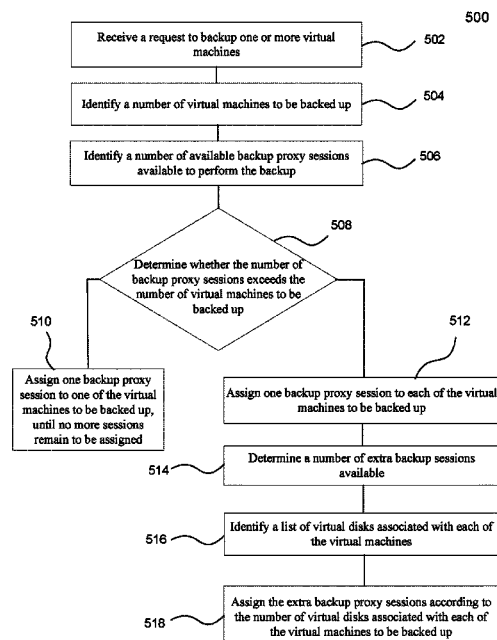 500
Receive a request to backup one or more virtual
machines
502
Identify a number of virtual machines to be backed up
504
Identify a number of available backup proxy sessions
available to perform the backup
506
508
Determine whether the number of
backup proxy sessions exceeds the
number of virtual machines to be
backed up
510
Assign one backup proxy
session to one of the virtual
machines to be backed up,
until no more sessions
remain to be assigned
512
Assign one backup proxy session to each of the virtual
machines to be backed up
514
Determine a number of extra backup sessions
available
516
Identify a list of virtual disks associated with each of
the virtual machines
518
Assign the extra backup proxy sessions according to
the number of virtual disks associated with each of
the virtual machines to be backed up